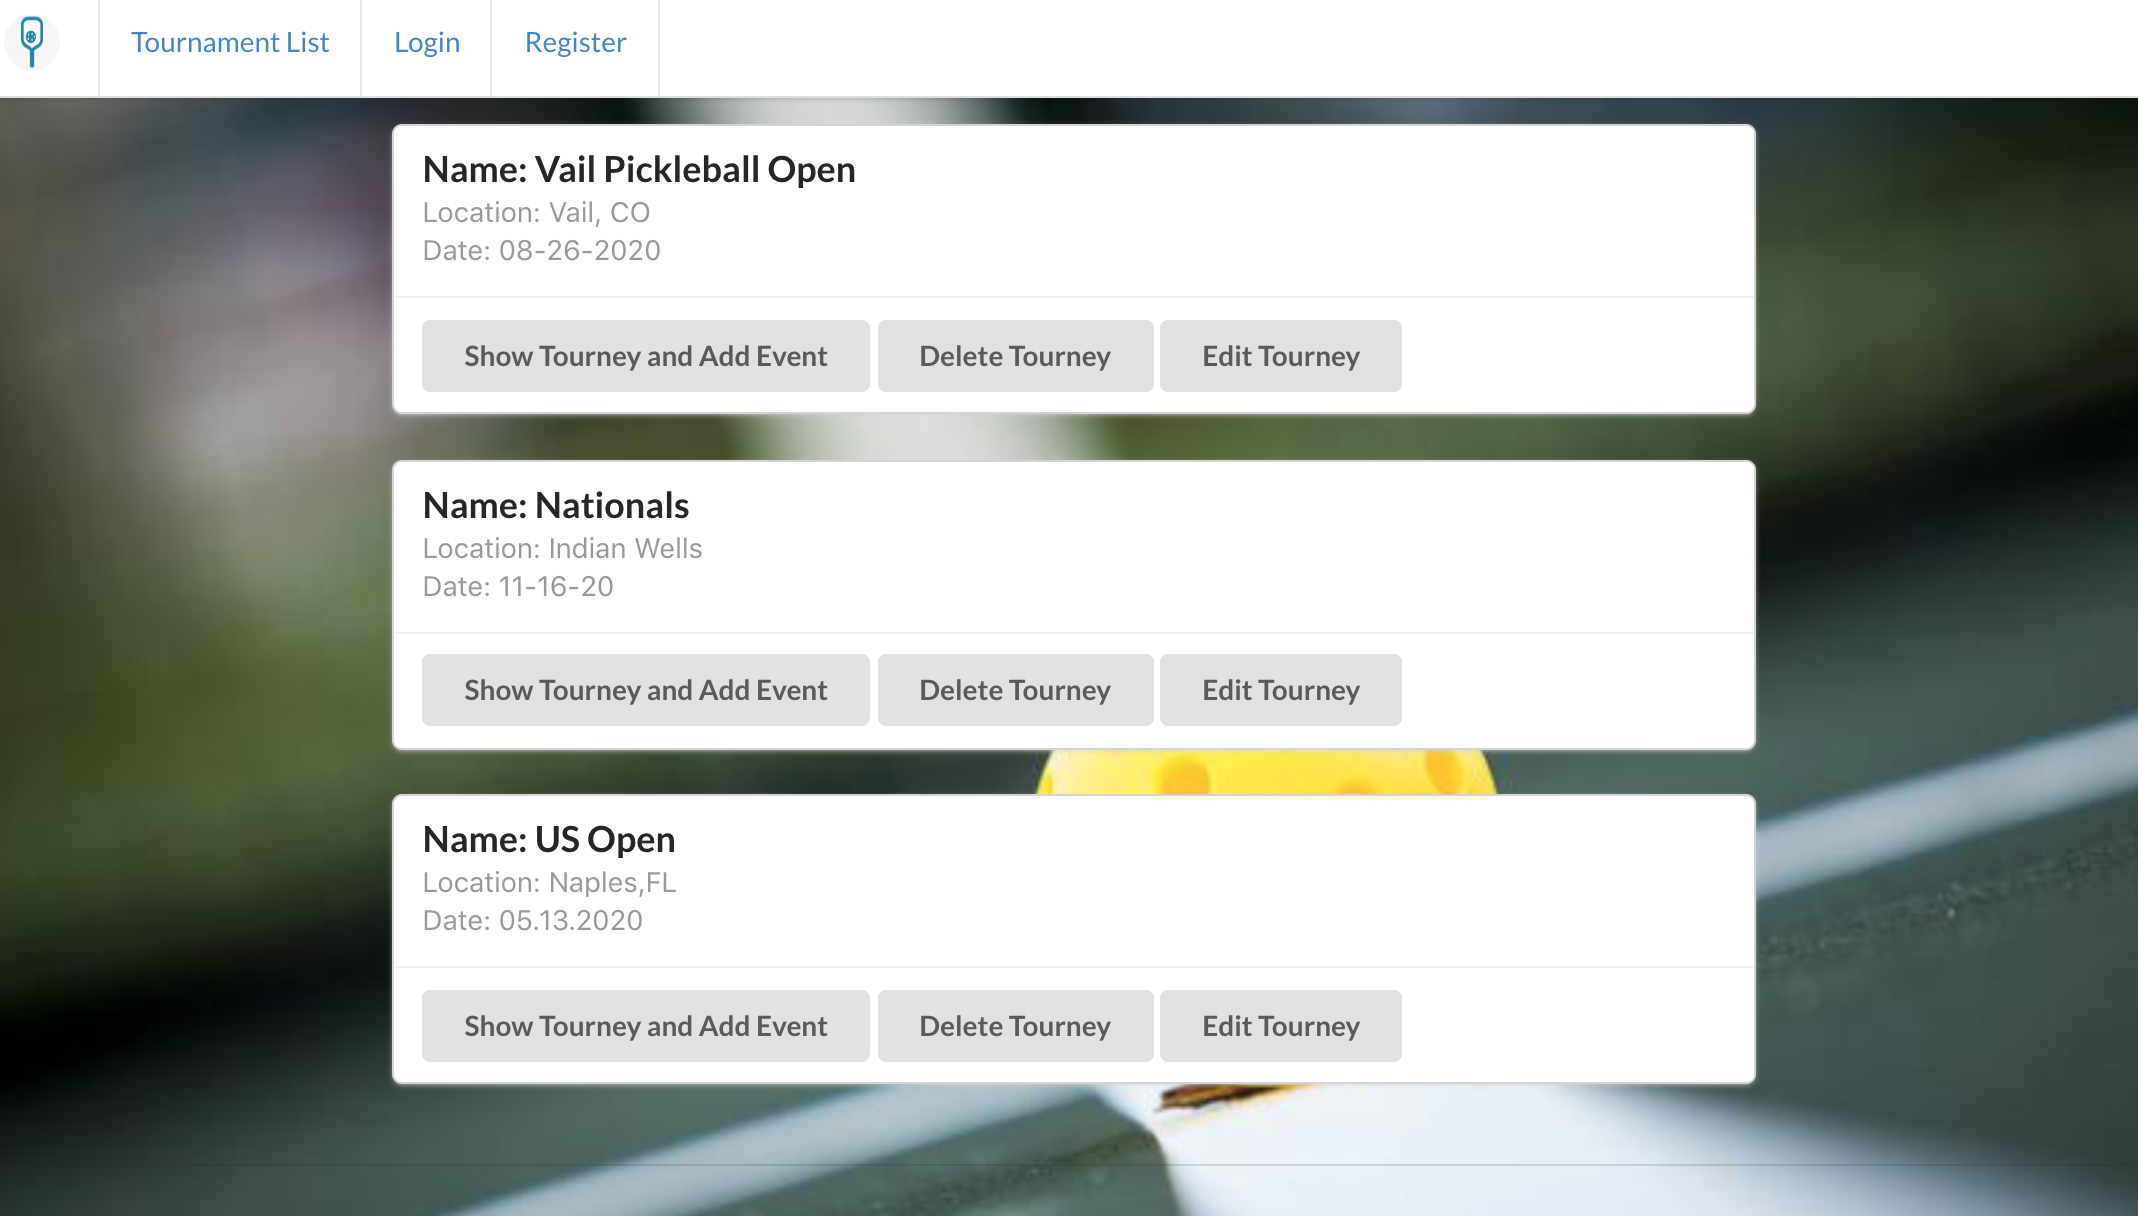 Tournament List
Login
Register
Name: Vail Pickleball Open
Location: Vail, CO
Date: 08-26-2020
Show Tourney and Add Event
Delete Tourney
Edit Tourney
Name: Nationals
Location: Indian Wells
Date: 11-16-20
Show Tourney and Add Event
Delete Tourney
Edit Tourney
Name: US Open
Location: Naples,FL
Date: 05.13.2020
Show Tourney and Add Event
Delete Tourney
Edit Tourney